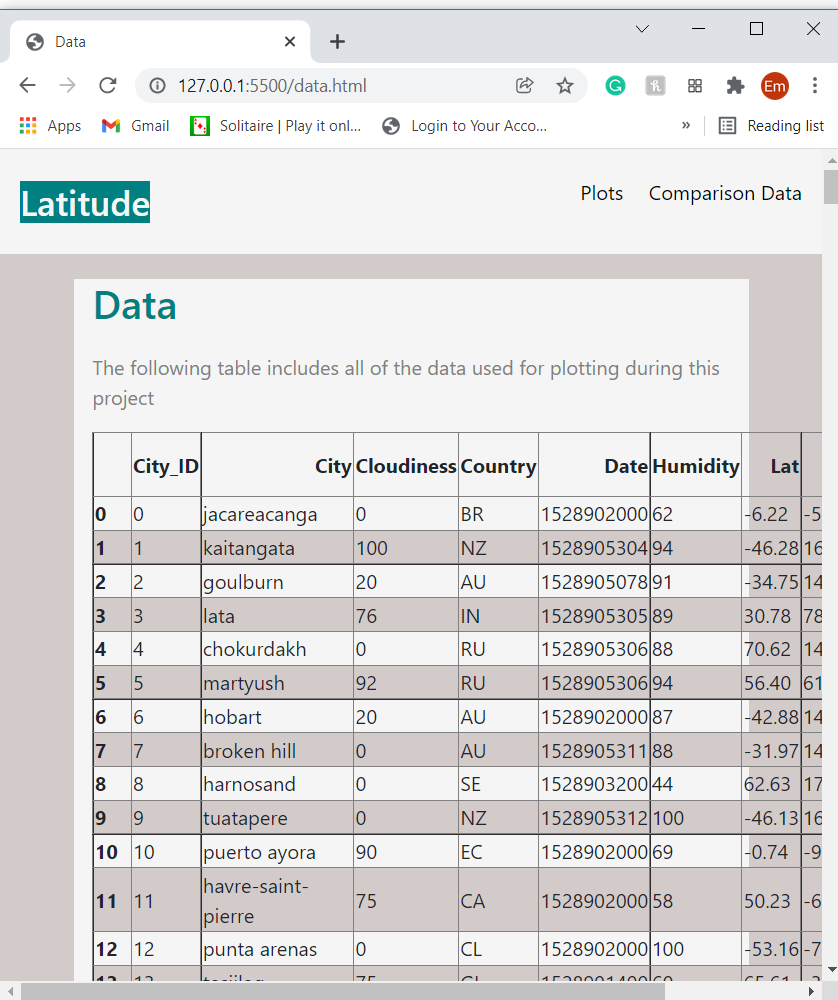 Data
127.0.0.1:5500/data.html
Em
Apps Gmail Solitaire | Play it onl... Login to Your Acco... » Reading list
Latitude Plots Comparison Data
Data
The following table includes all of the data used for plotting during this
project
City_ID City Cloudiness Country Date Humidity Lat
0 0 jacareacanga 0 BR 1528902000 62 -6.22 -5
1 1 kaitangata 100 NZ 1528905304 94 -46.28 16
2 2 goulburn 20 AU 1528905078 91 -34.75 14
3 3 lata 76 IN 1528905305 89 30.78 78
4 4 chokurdakh 0 RU 1528905306 88 70.62 14
5 5 martyush 92 RU 1528905306 94 56.40 61
6 6 hobart 20 AU 1528902000 87 -42.88 14
7 7 broken hill 0 AU 1528905311 88 -31.97 14
8 8 harnosand 0 SE 1528903200 44 62.63 17
9 9 tuatapere 0 NZ 1528905312 100 -46.13 16
10 10 puerto ayora 90 EC 1528902000 69 -0.74 -9
11 11 havre-saint-
pierre 75 CA 1528902000 58 50.23 -6
12 12 punta arenas 0 CL 1528902000 100 -53.16 -7